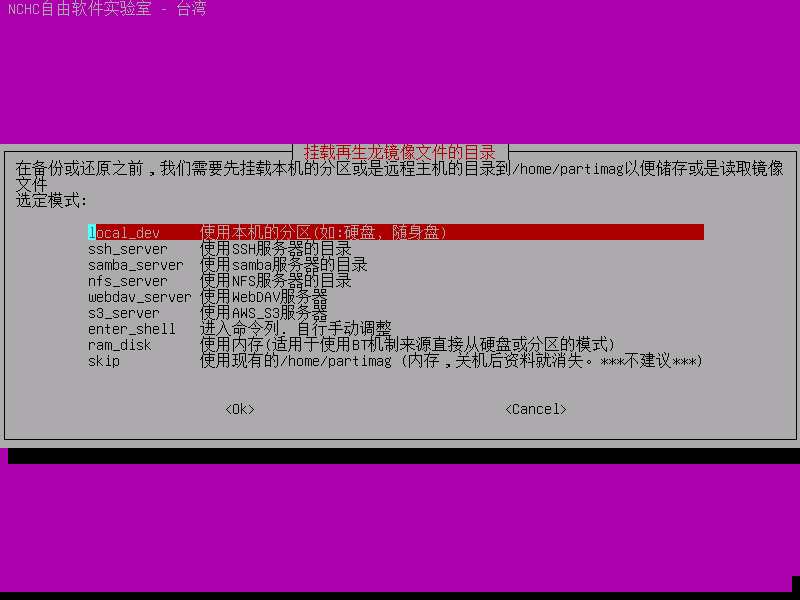 NCHC自由软件实验室 - 台湾
挂载再生龙镜像文件的目录
在备份或还原之前,我们需要先挂载本机的分区或是远程主机的目录到/home/partimag以便储存或是读取镜像
文件
选定模式:
local_dev 使用本机的分区(如:硬盘, 随身盘)
ssh_server 使用SSH服务器的目录
samba_server 使用samba服务器的目录
nfs_server 使用NFS服务器的目录
webdav_server 使用WebDAV服务器
s3_server 使用AWS_S3服务器
enter_shell 进入命令列. 自行手动调整
ram_disk 使用内存(适用于使用BT机制来源直接从硬盘或分区的模式)
skip 使用现有的/home/partimag (内存,关机后资料就消失。***不建议***)
<Ok> <Cancel>